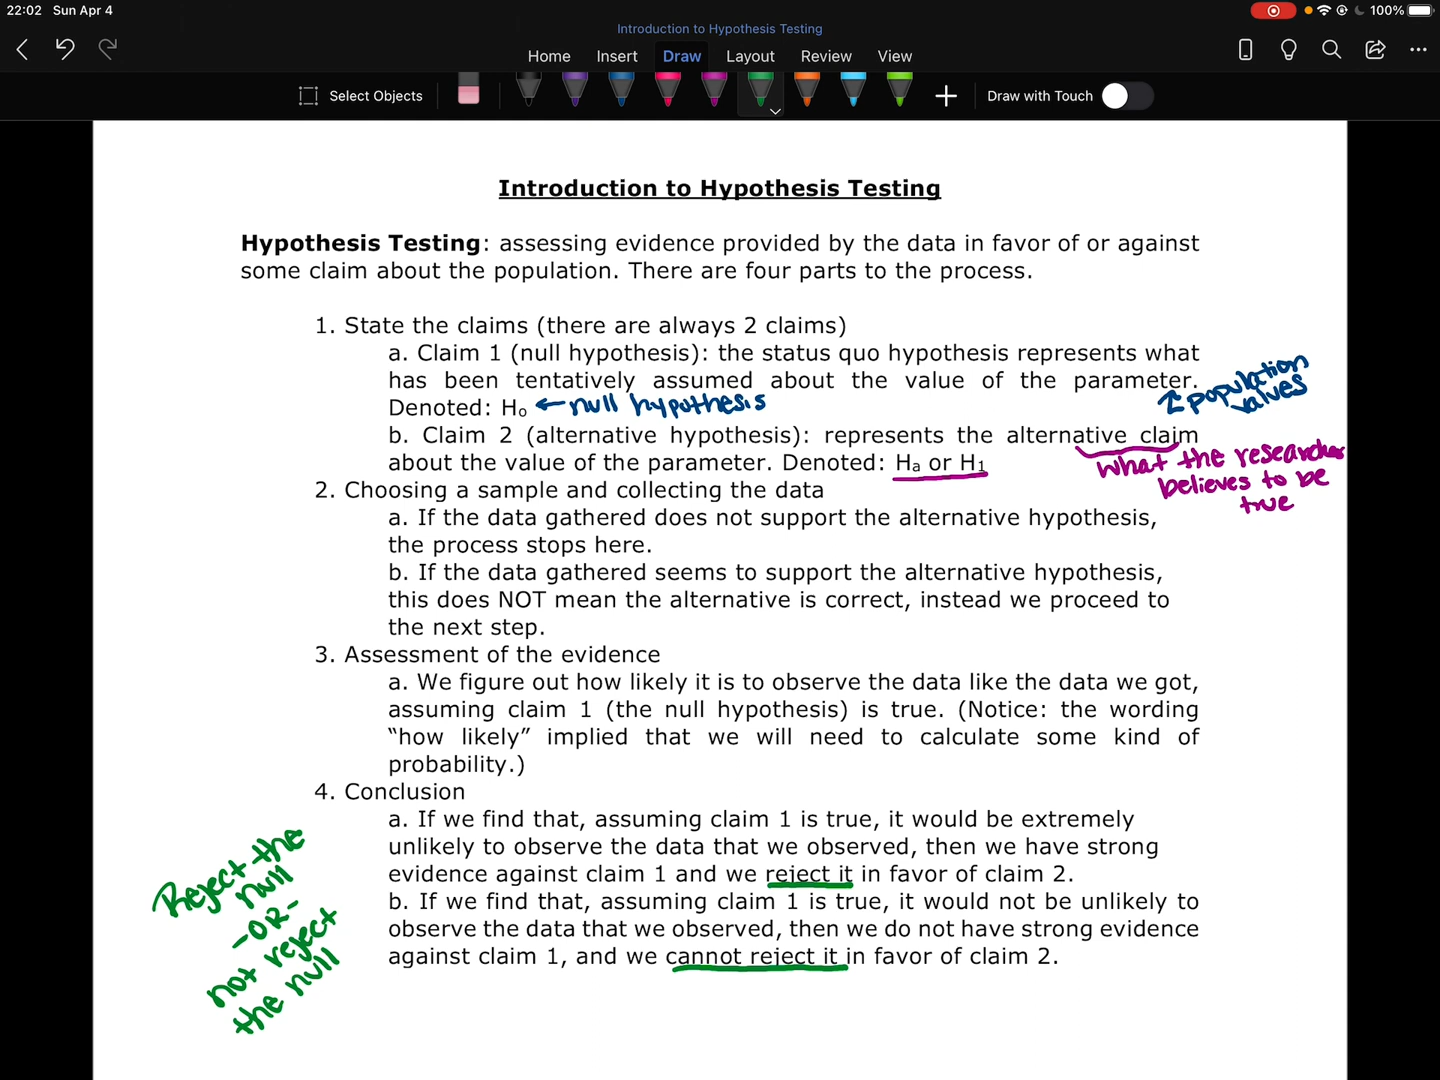 22:02 Sun Apr 4
100%
Introduction to Hypothesis Testing
Home Insert Draw Layout Review View
Select Objects
Draw with Touch
Introduction to Hypothesis Testing
Hypothesis Testing: assessing evidence provided by the data in favor of or against
some claim about the population. There are four parts to the process.
1. State the claims (there are always 2 claims)
a. Claim 1 (null hypothesis): the status quo hypothesis represents what
has been tentatively assumed about the value of the parameter.
population
values
Denoted: H₀ ← null hypothesis
b. Claim 2 (alternative hypothesis): represents the alternative claim
about the value of the parameter. Denoted: Hₐ or H₁
what the researcher
believes to be
true
2. Choosing a sample and collecting the data
a. If the data gathered does not support the alternative hypothesis,
the process stops here.
b. If the data gathered seems to support the alternative hypothesis,
this does NOT mean the alternative is correct, instead we proceed to
the next step.
3. Assessment of the evidence
a. We figure out how likely it is to observe the data like the data we got,
assuming claim 1 (the null hypothesis) is true. (Notice: the wording
“how likely” implied that we will need to calculate some kind of
probability.)
4. Conclusion
a. If we find that, assuming claim 1 is true, it would be extremely
unlikely to observe the data that we observed, then we have strong
evidence against claim 1 and we reject it in favor of claim 2.
b. If we find that, assuming claim 1 is true, it would not be unlikely to
observe the data that we observed, then we do not have strong evidence
against claim 1, and we cannot reject it in favor of claim 2.
Reject the
null
-OR-
not reject
the null